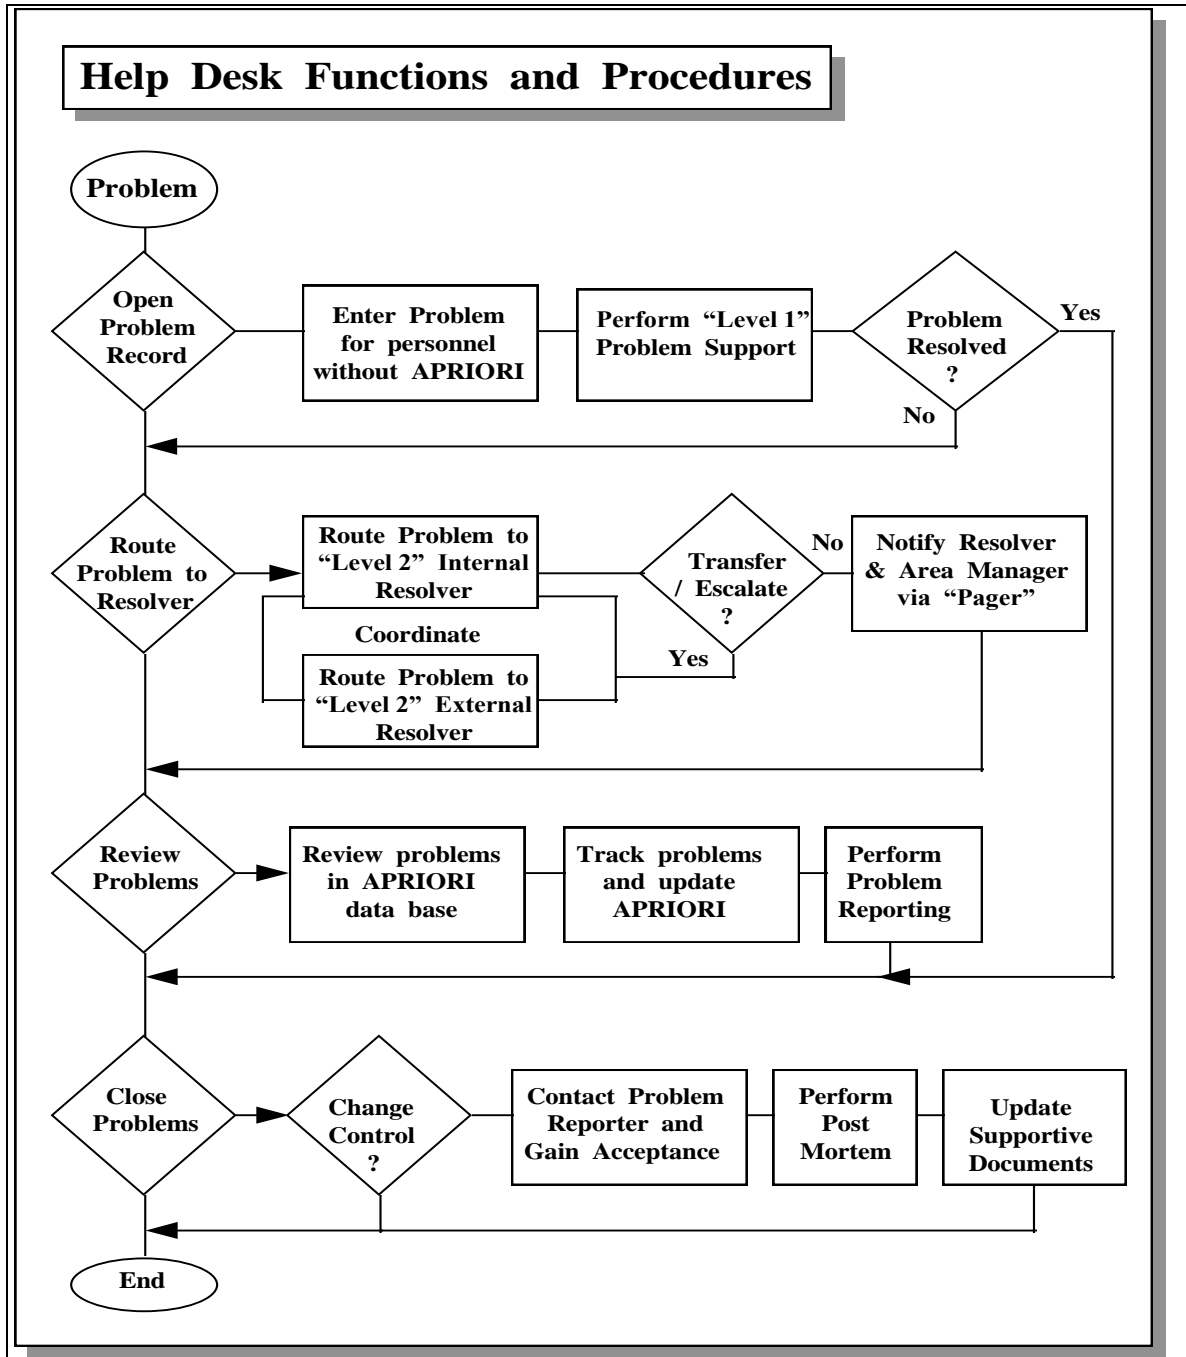 Help Desk Functions and Procedures
Problem
Open
Problem
Record
Enter Problem
for personnel
without APRIORI
Perform “Level 1”
Problem Support
Problem
Resolved
?
Yes
No
Route
Problem to
Resolver
Route Problem to
“Level 2” Internal
Resolver
Coordinate
Route Problem to
“Level 2” External
Resolver
Transfer
/ Escalate
?
Yes
No
Notify Resolver
& Area Manager
via “Pager”
Review
Problems
Review problems
in APRIORI
data base
Track problems
and update
APRIORI
Perform
Problem
Reporting
Close
Problems
Change
Control
?
Contact Problem
Reporter and
Gain Acceptance
Perform
Post
Mortem
Update
Supportive
Documents
End